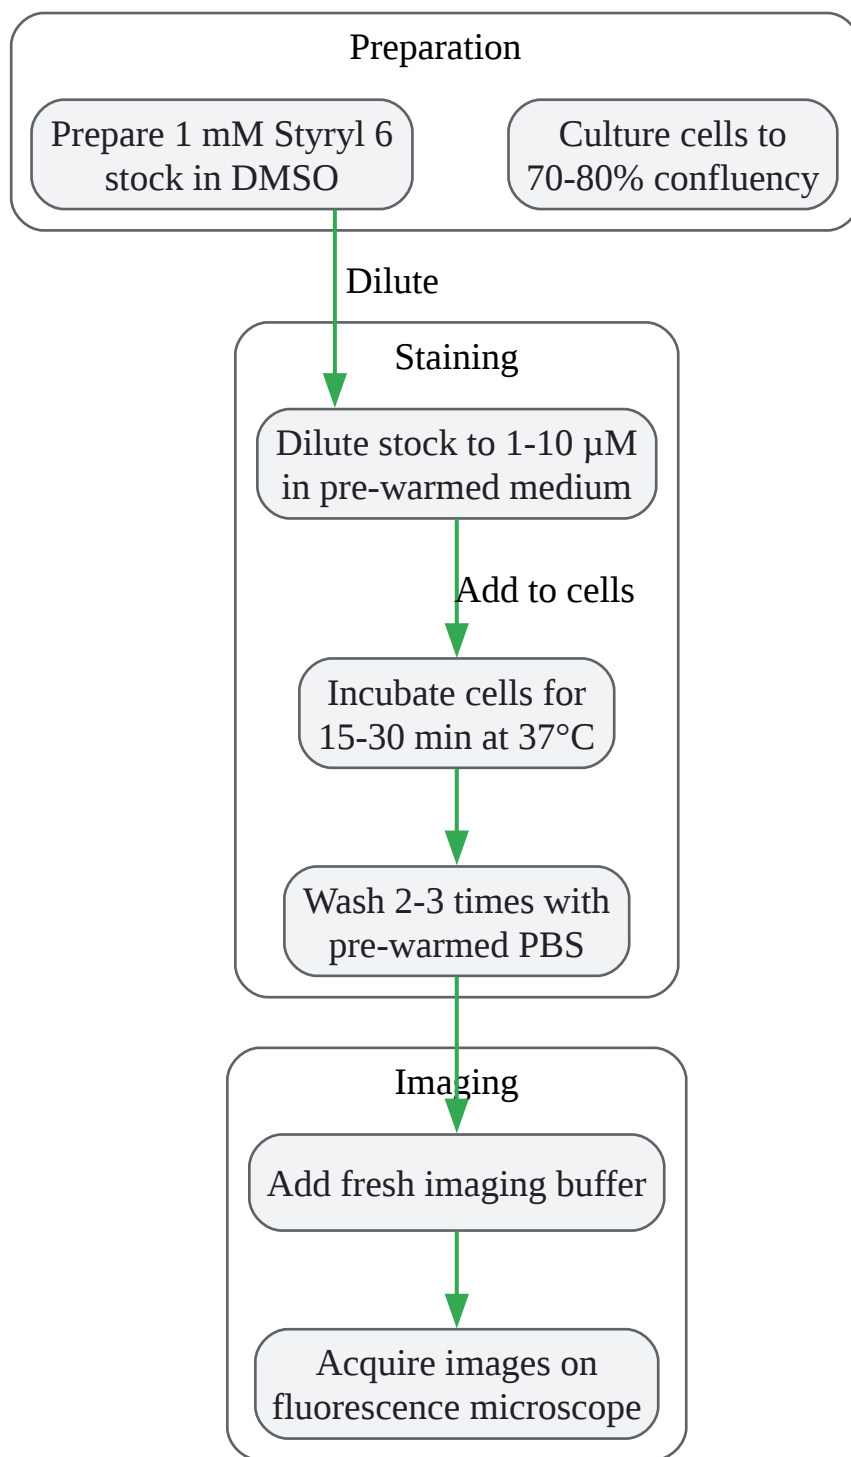 Preparation
Prepare 1 mM Styryl 6
stock in DMSO
Culture cells to
70-80% confluency
Dilute
Staining
Dilute stock to 1-10 µM
in pre-warmed medium
Add to cells
Incubate cells for
15-30 min at 37°C
Wash 2-3 times with
pre-warmed PBS
Imaging
Add fresh imaging buffer
Acquire images on
fluorescence microscope